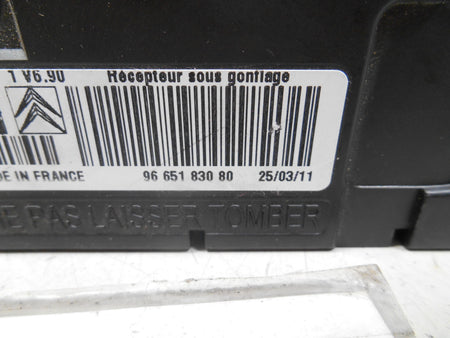 1 V6.90 Récepteur sous gonflage
DE IN FRANCE 96 651 830 80 25/03/11
NE PAS LAISSER TOMBER